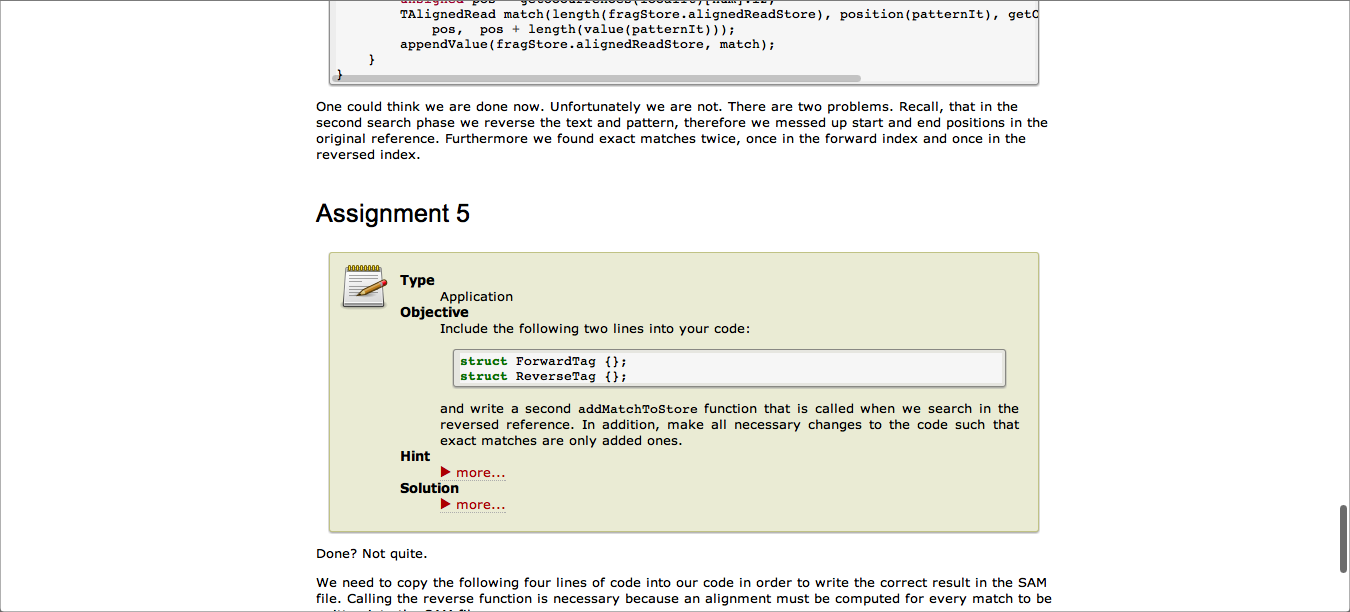 TAlignedRead match(length(fragStore.alignedReadStore), position(patternIt), getO
pos,  pos + length(value(patternIt)));
appendValue(fragStore.alignedReadStore, match);
}
}
One could think we are done now. Unfortunately we are not. There are two problems. Recall, that in the
second search phase we reverse the text and pattern, therefore we messed up start and end positions in the
original reference. Furthermore we found exact matches twice, once in the forward index and once in the
reversed index.
Assignment 5
Type
Application
Objective
Include the following two lines into your code:
struct ForwardTag {};
struct ReverseTag {};
and write a second addMatchToStore function that is called when we search in the
reversed reference. In addition, make all necessary changes to the code such that
exact matches are only added ones.
Hint
more...
Solution
more...
Done? Not quite.
We need to copy the following four lines of code into our code in order to write the correct result in the SAM
file. Calling the reverse function is necessary because an alignment must be computed for every match to be